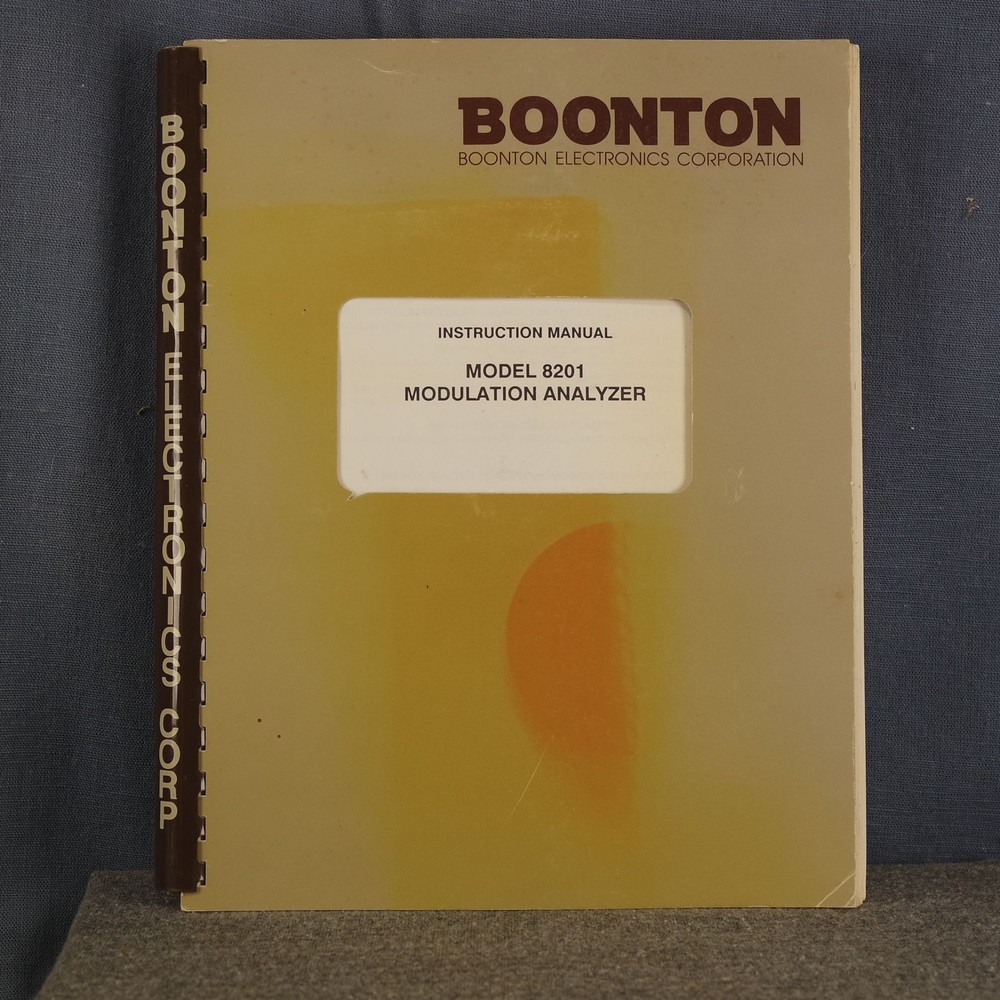 BOONTON ELECTRONICS CORP
BOONTON
BOONTON ELECTRONICS CORPORATION
INSTRUCTION MANUAL
MODEL 8201
MODULATION ANALYZER